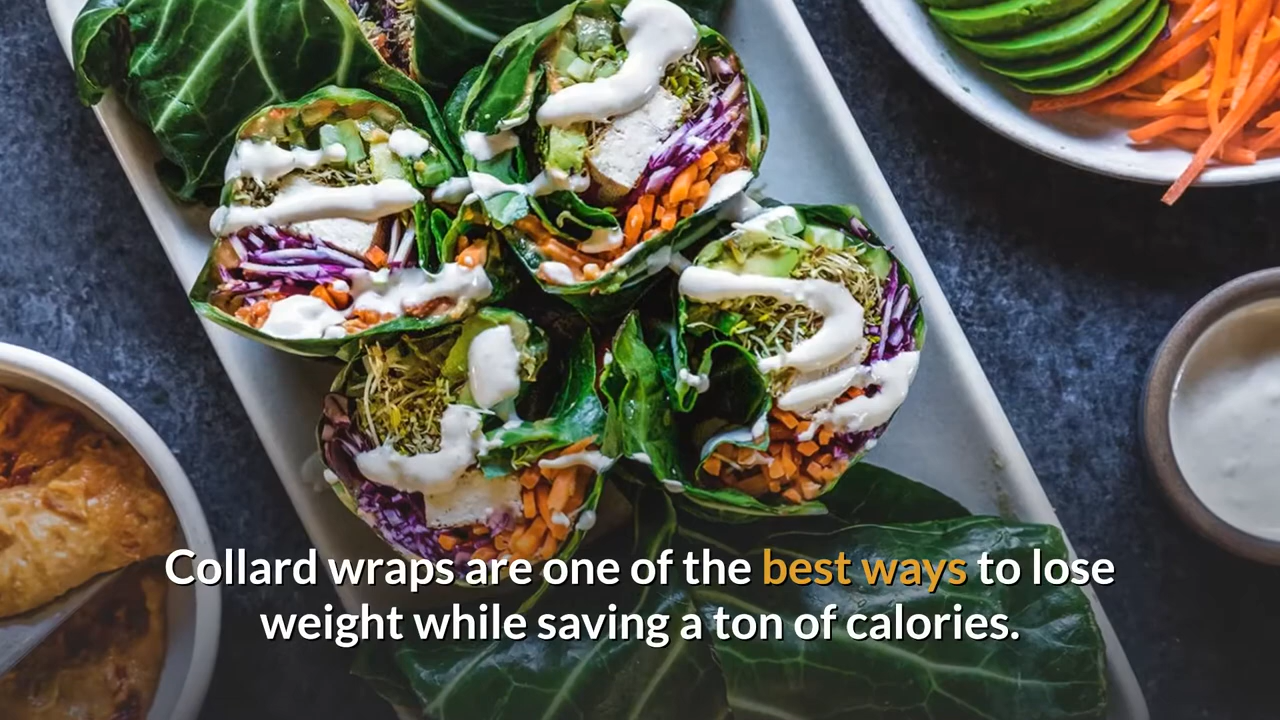 Collard wraps are one of the best ways to lose
weight while saving a ton of calories.